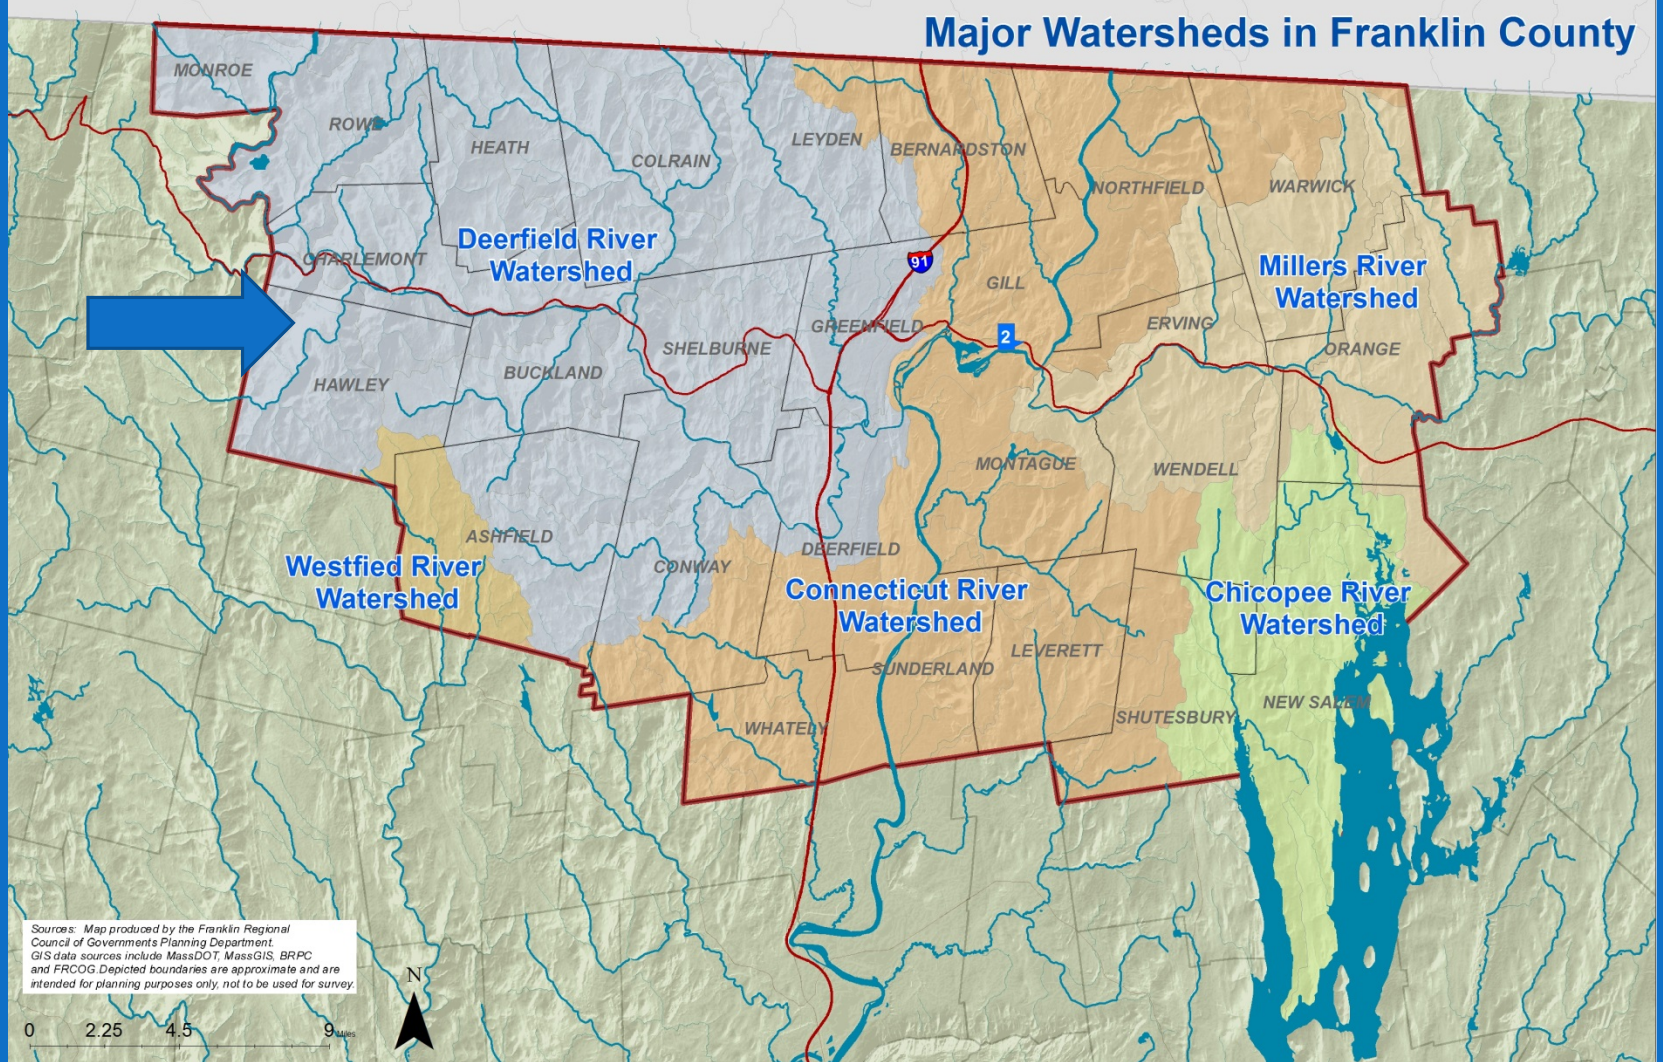 Major Watersheds in Franklin County
MONROE
ROWE
HEATH
COLRAIN
LEYDEN
BERNARDSTON
NORTHFIELD
WARWICK
Deerfield River
Watershed
CHARLEMONT
91
GILL
Millers River
Watershed
GREENFIELD
2
ERVING
ORANGE
SHELBURNE
BUCKLAND
HAWLEY
MONTAGUE
WENDELL
ASHFIELD
CONWAY
DEERFIELD
Westfied River
Watershed
Connecticut River
Watershed
Chicopee River
Watershed
SUNDERLAND
LEVERETT
NEW SALEM
SHUTESBURY
WHATELY
Sources: Map produced by the Franklin Regional
Council of Governments Planning Department.
GIS data sources include MassDOT, MassGIS, BRPC
and FRCOG.Depicted boundaries are approximate and are
intended for planning purposes only, not to be used for survey.
N
0 2.25 4.5 9 Miles